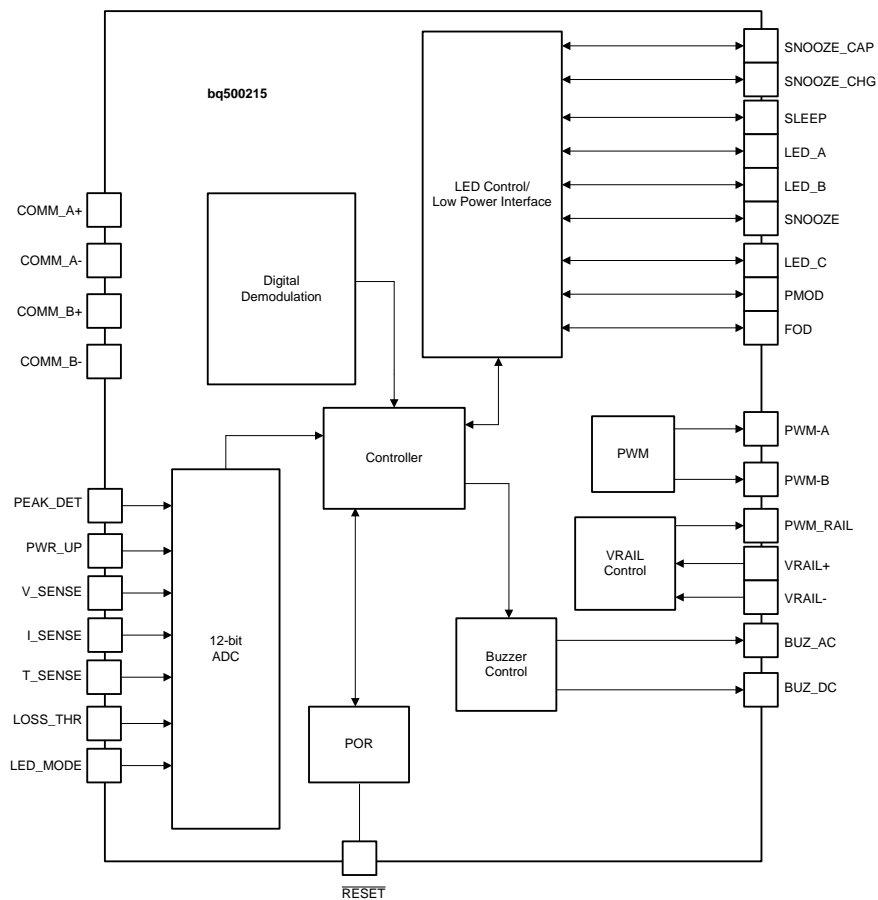 bq500215
COMM_A+
COMM_A-
COMM_B+
COMM_B-
PEAK_DET
PWR_UP
V_SENSE
I_SENSE
T_SENSE
LOSS_THR
LED_MODE
Digital
Demodulation
12-bit
ADC
Controller
POR
RESET
LED Control/
Low Power Interface
PWM
VRAIL
Control
Buzzer
Control
SNOOZE_CAP
SNOOZE_CHG
SLEEP
LED_A
LED_B
SNOOZE
LED_C
PMOD
FOD
PWM-A
PWM-B
PWM_RAIL
VRAIL+
VRAIL-
BUZ_AC
BUZ_DC